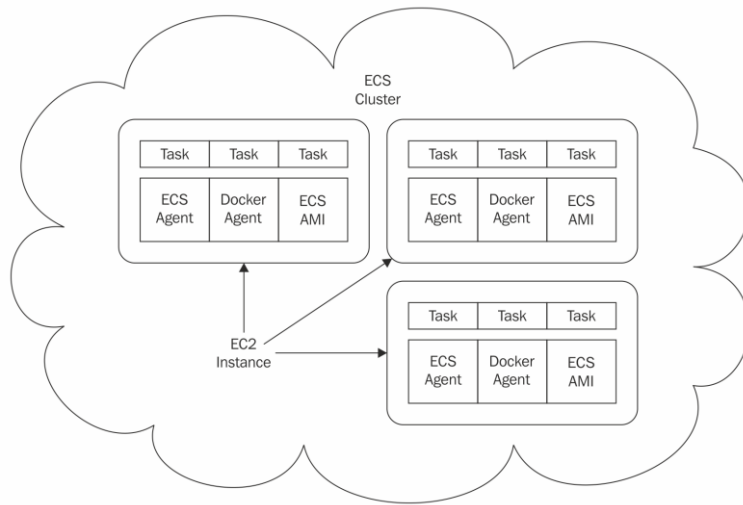 ECS
Cluster
Task Task Task
ECS Agent Docker Agent ECS AMI
Task Task Task
ECS Agent Docker Agent ECS AMI
EC2
Instance
Task Task Task
ECS Agent Docker Agent ECS AMI